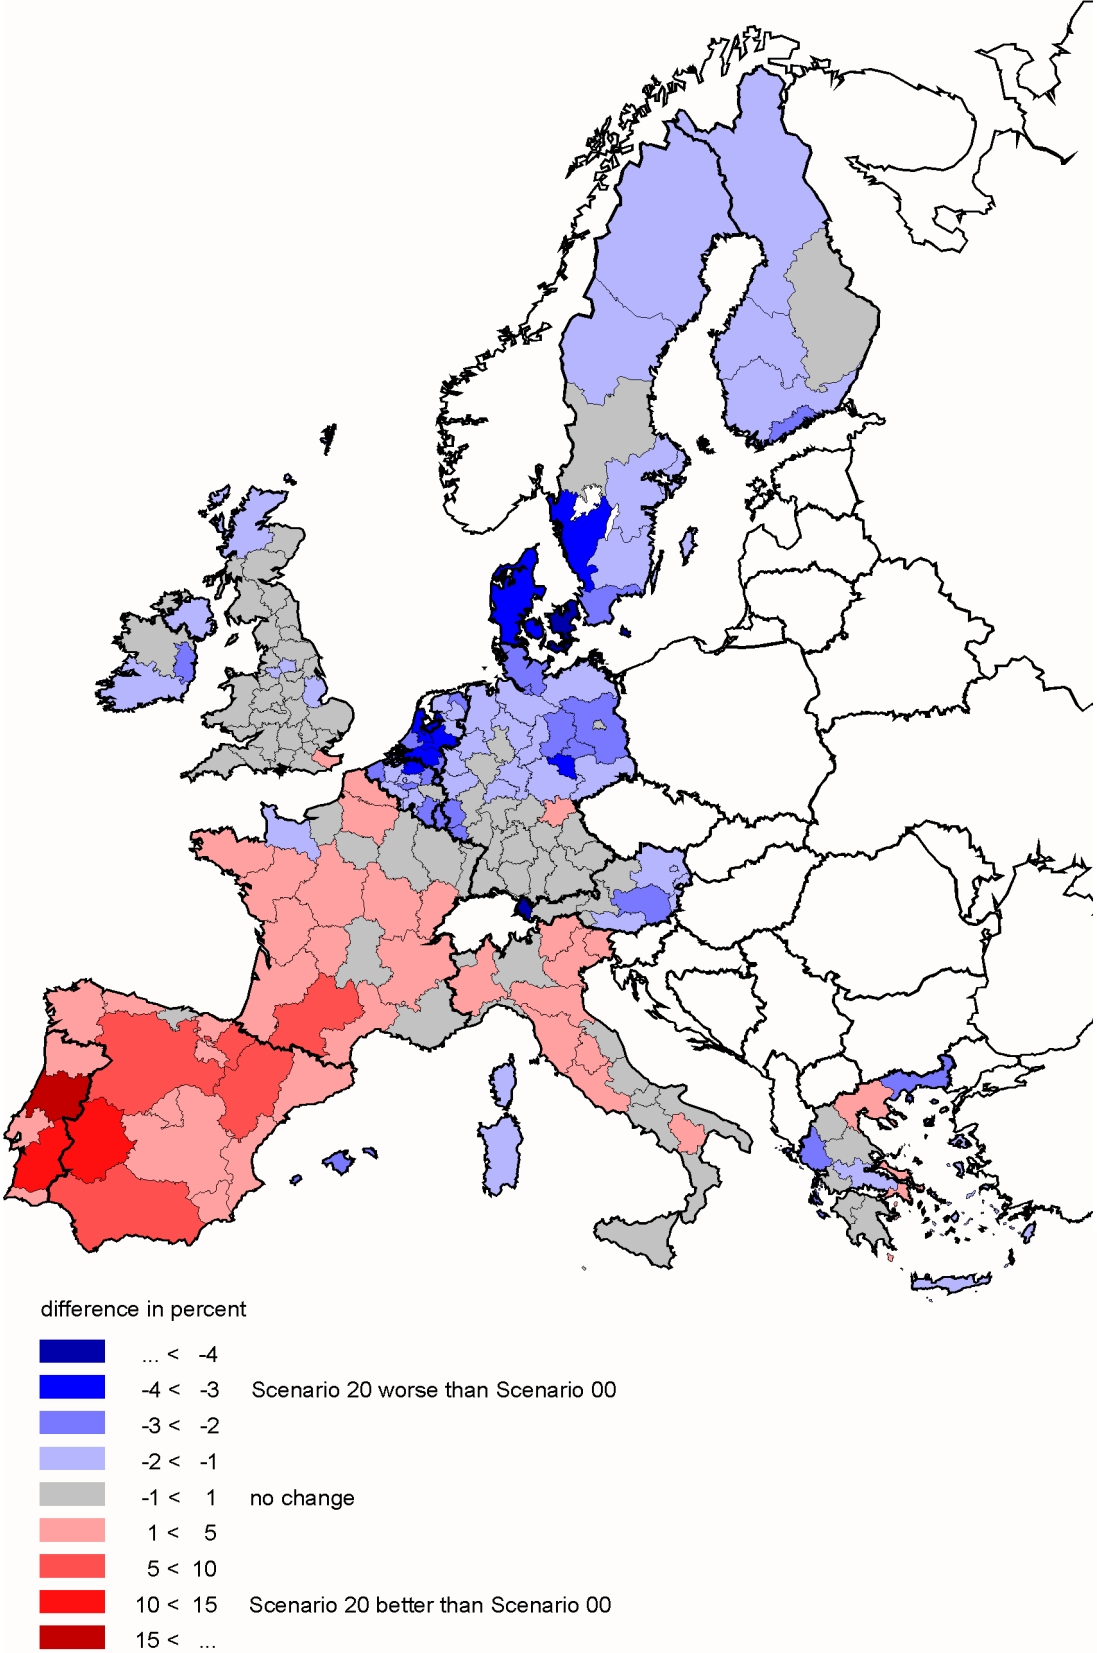 difference in percent
... < -4
-4 < -3 Scenario 20 worse than Scenario 00
-3 < -2
-2 < -1
-1 < 1 no change
1 < 5
5 < 10
10 < 15 Scenario 20 better than Scenario 00
15 < ...